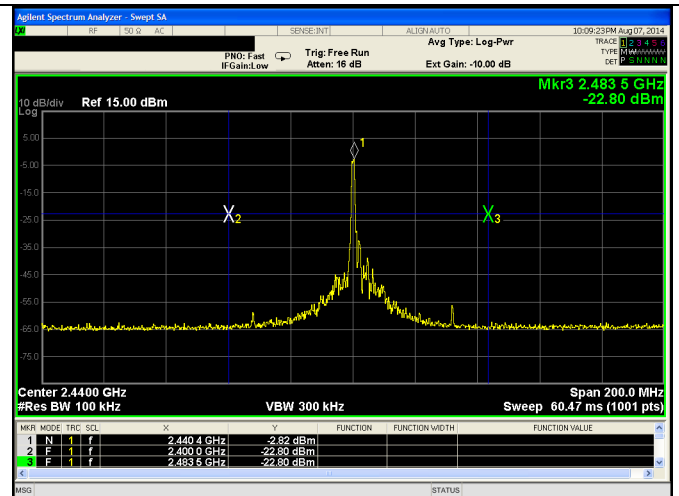 Agilent Spectrum Analyzer - Swept SA
LXI RF 50 Ω AC SENSE:INT ALIGN AUTO 10:09:23 PM Aug 07, 2014
Avg Type: Log-Pwr TRACE 1 2 3 4 5 6
PNO: Fast Trig: Free Run TYPE M
IFGain:Low Atten: 16 dB Ext Gain: -10.00 dB DET P S N N N N
Mkr3 2.483 5 GHz
10 dB/div Ref 15.00 dBm -22.80 dBm
Log
5.00
-5.00
-15.0
-25.0
-35.0
-45.0
-55.0
-65.0
-75.0
1
X2
X3
Center 2.4400 GHz Span 200.0 MHz
#Res BW 100 kHz VBW 300 kHz Sweep 60.47 ms (1001 pts)
MKR MODE TRC SCL X Y FUNCTION FUNCTION WIDTH FUNCTION VALUE
1 N 1 f 2.440 4 GHz -2.82 dBm
2 F 1 f 2.400 0 GHz -22.80 dBm
3 F 1 f 2.483 5 GHz -22.80 dBm
MSG STATUS